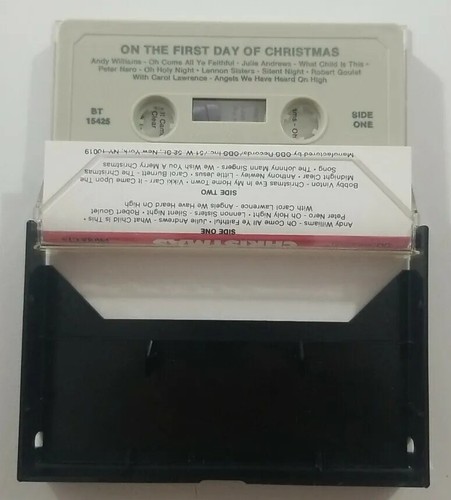 ON THE FIRST DAY OF CHRISTMAS
Andy Williams - Oh Come All Ye Faithful - Julie Andrews - What Child is This -
Peter Nero - Oh Holy Night - Lennon Sisters - Silent Night - Robert Goulet
With Carol Lawrence - Angels We Have Heard On High
BT
15425
SIDE
ONE
CHRISTMAS
SIDE ONE
Andy Williams - Oh Come All Ye Faithful - Julie Andrews - What Child Is This -
Peter Nero - Oh Holy Night - Lennon Sisters - Silent Night - Robert Goulet
With Carol Lawrence - Angels We Have Heard On High
SIDE TWO
Bobby Vinton - Christmas Eve In My Home Town - Vikki Carr - It Came Upon The
Midnight Clear - Anthony Newley - Little Jesus - Carol Burnett - The Christmas
Song - The Johnny Mann Singers - We Wish You A Merry Christmas